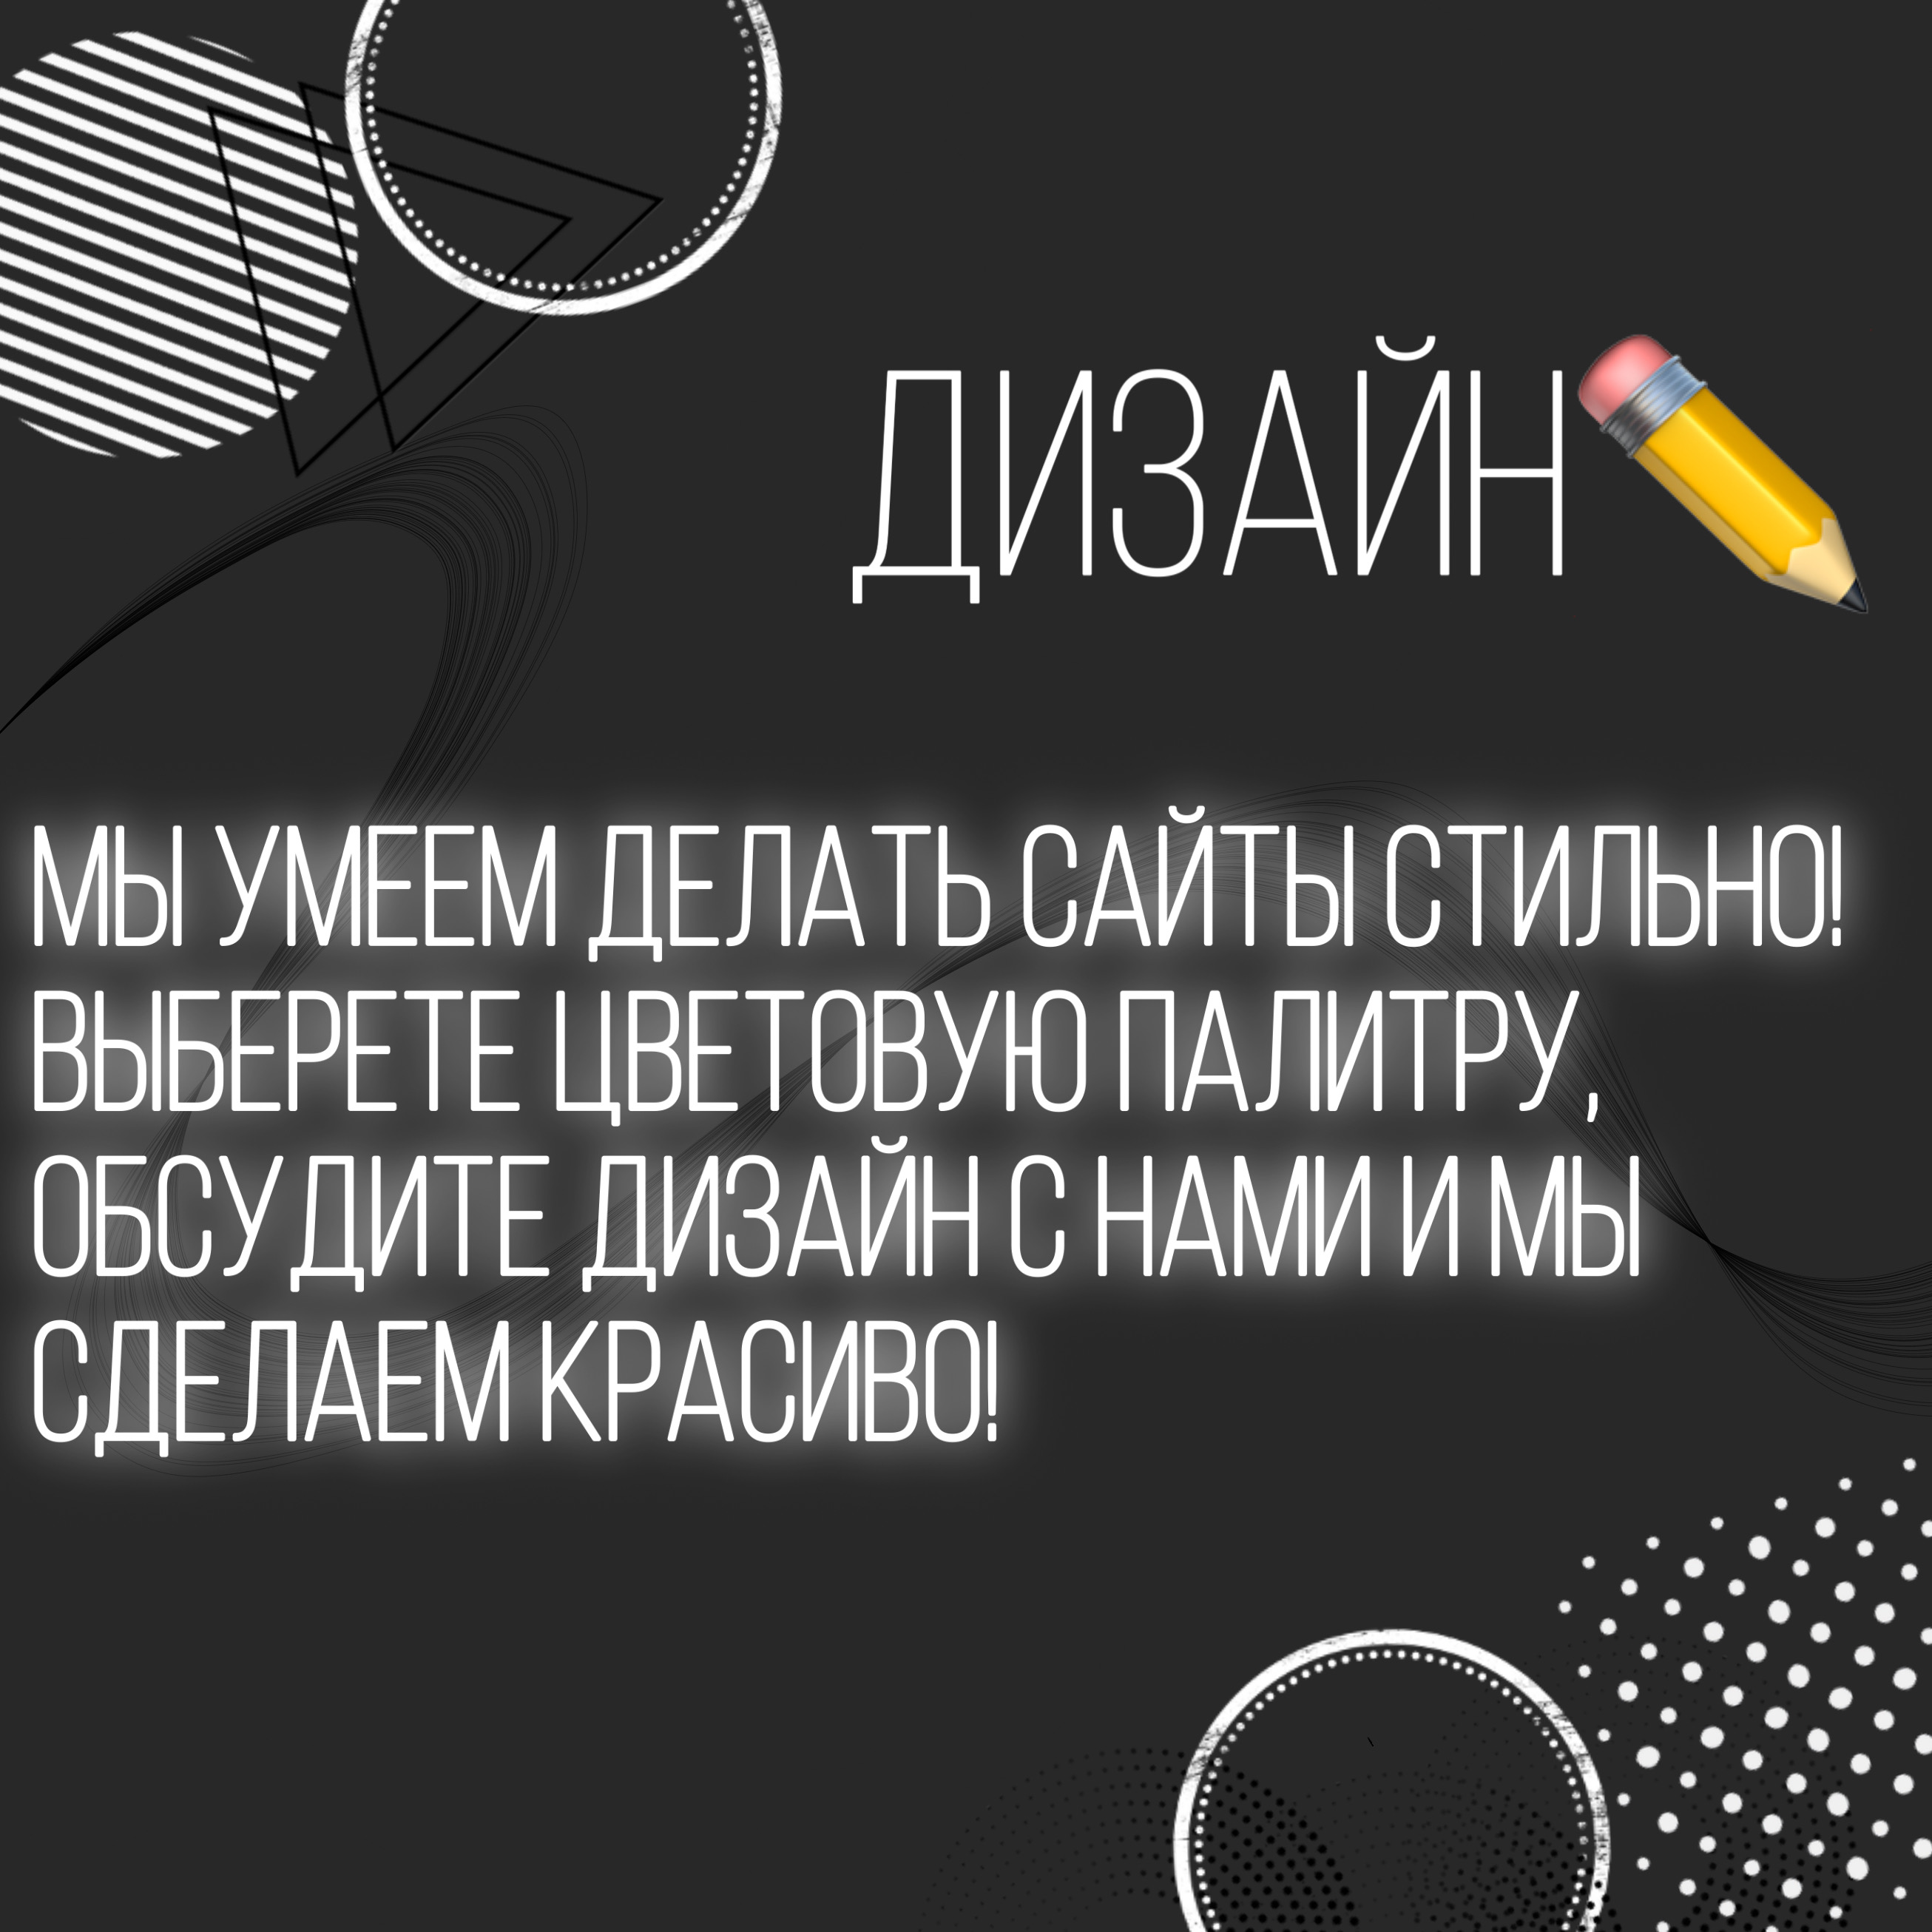 ДИЗАЙН
МЫ УМЕЕМ ДЕЛАТЬ САЙТЫ СТИЛЬНО!
ВЫБЕРЕТЕ ЦВЕТОВУЮ ПАЛИТРУ,
ОБСУДИТЕ ДИЗАЙН С НАМИ И МЫ
СДЕЛАЕМ КРАСИВО!